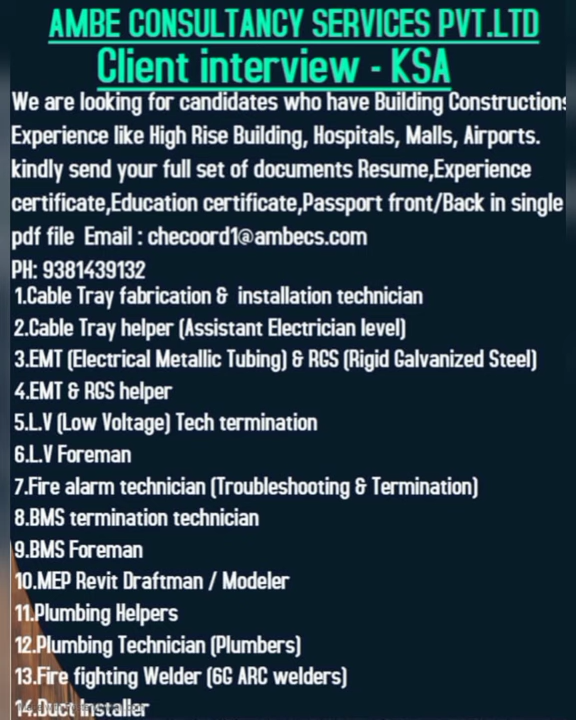 AMBE CONSULTANCY SERVICES PVT.LTD
Client interview - KSA
We are looking for candidates who have Building Constructions
Experience like High Rise Building, Hospitals, Malls, Airports.
kindly send your full set of documents Resume,Experience
certificate,Education certificate,Passport front/Back in single
pdf file Email : checoord1@ambecs.com
PH: 9381439132
1.Cable Tray fabrication & installation technician
2.Cable Tray helper (Assistant Electrician level)
3.EMT (Electrical Metallic Tubing) & RGS (Rigid Galvanized Steel)
4.EMT & RGS helper
5.L.V (Low Voltage) Tech termination
6.L.V Foreman
7.Fire alarm technician (Troubleshooting & Termination)
8.BMS termination technician
9.BMS Foreman
10.MEP Revit Draftman / Modeler
11.Plumbing Helpers
12.Plumbing Technician (Plumbers)
13.Fire fighting Welder (6G ARC welders)
14.Duct Installer